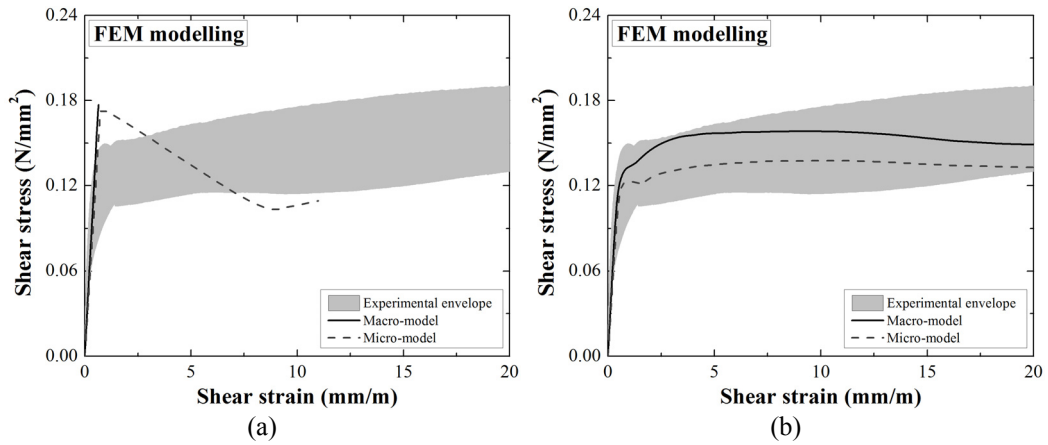 FEM modelling
0.24
0.18
0.12
0.06
0.00
Shear stress (N/mm²)
Experimental envelope
Macro-model
Micro-model
0
5
10
15
20
Shear strain (mm/m)
(a)
FEM modelling
0.24
0.18
0.12
0.06
0.00
Shear stress (N/mm²)
Experimental envelope
Macro-model
Micro-model
0
5
10
15
20
Shear strain (mm/m)
(b)